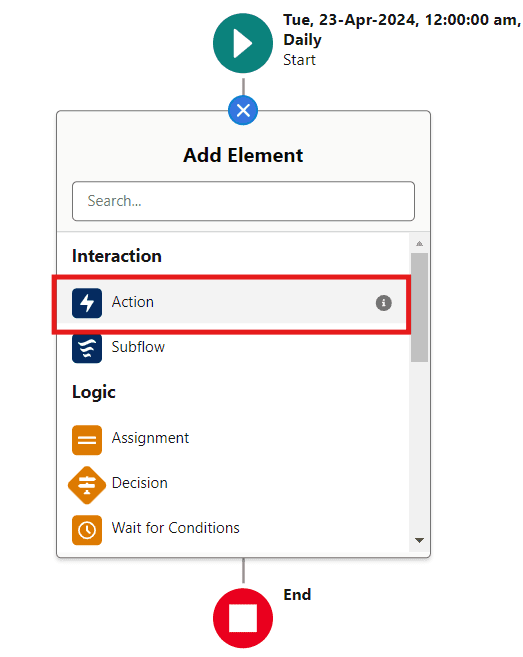 Tue, 23-Apr-2024, 12:00:00 am,
Daily
Start
Add Element
Search...
Interaction
Action
Subflow
Logic
Assignment
Decision
Wait for Conditions
End